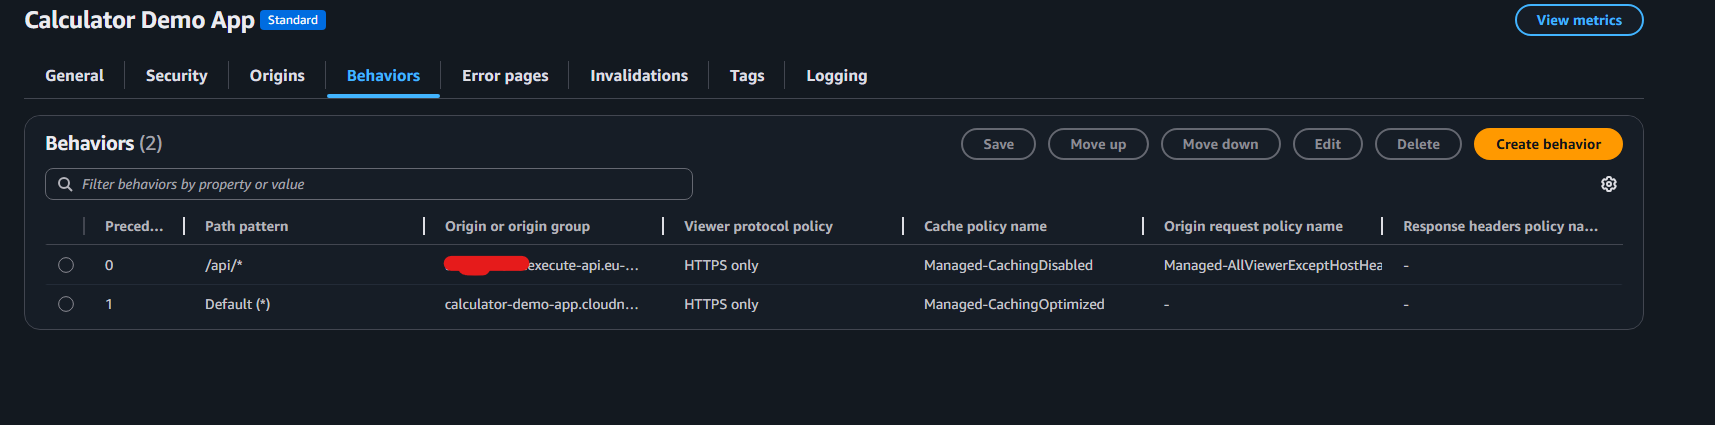 Calculator Demo App Standard View metrics
General Security Origins Behaviors Error pages Invalidations Tags Logging
Behaviors (2) Save Move up Move down Edit Delete Create behavior
Filter behaviors by property or value
Preced... Path pattern Origin or origin group Viewer protocol policy Cache policy name Origin request policy name Response headers policy na...
0 /api/* execute-api.eu-... HTTPS only Managed-CachingDisabled Managed-AllViewerExceptHostHea -
1 Default (*) calculator-demo-app.cloudn... HTTPS only Managed-CachingOptimized - -